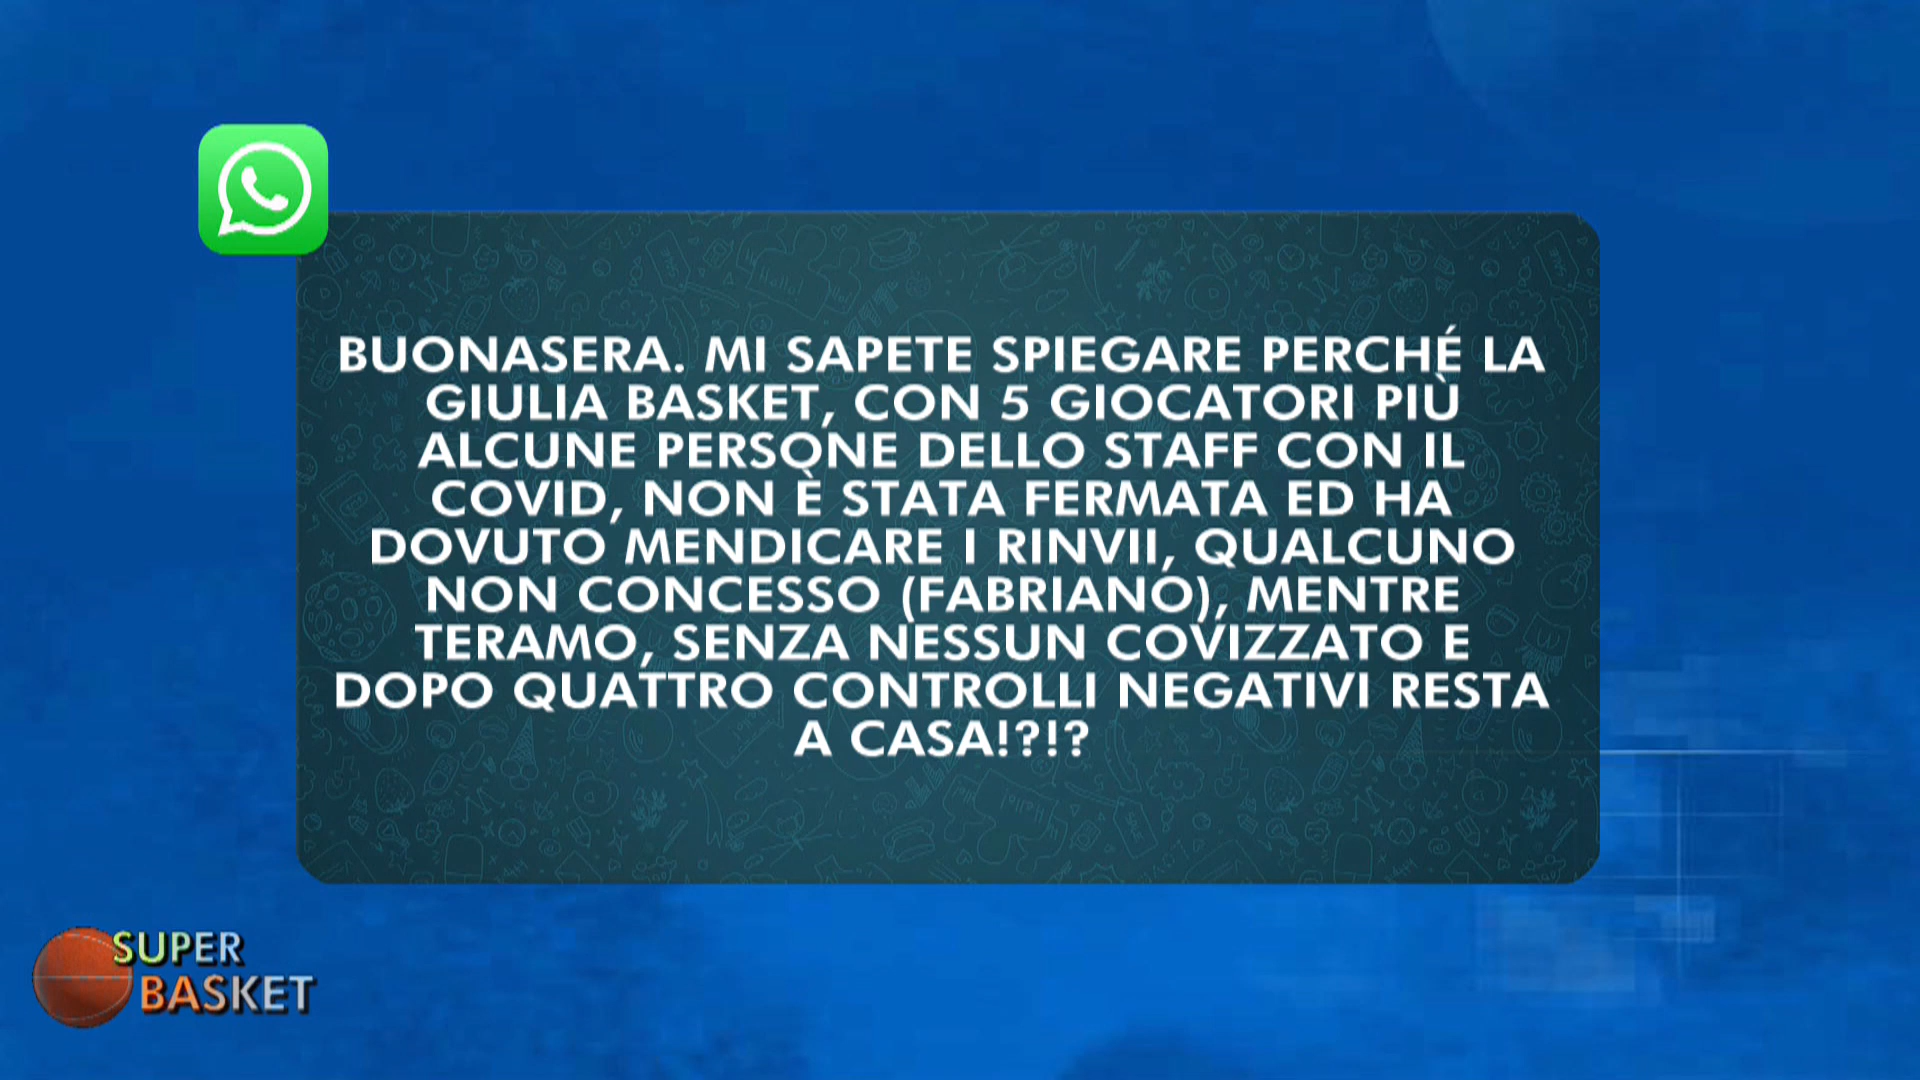 BUONASERA. MI SAPETE SPIEGARE PERCHÉ LA
GIULIA BASKET, CON 5 GIOCATORI PIÙ
ALCUNE PERSONE DELLO STAFF CON IL
COVID, NON È STATA FERMATA ED HA
DOVUTO MENDICARE I RINVII, QUALCUNO
NON CONCESSO (FABRIANO), MENTRE
TERAMO, SENZA NESSUN COVIZZATO E
DOPO QUATTRO CONTROLLI NEGATIVI RESTA
A CASA!?!?
SUPER
BASKET